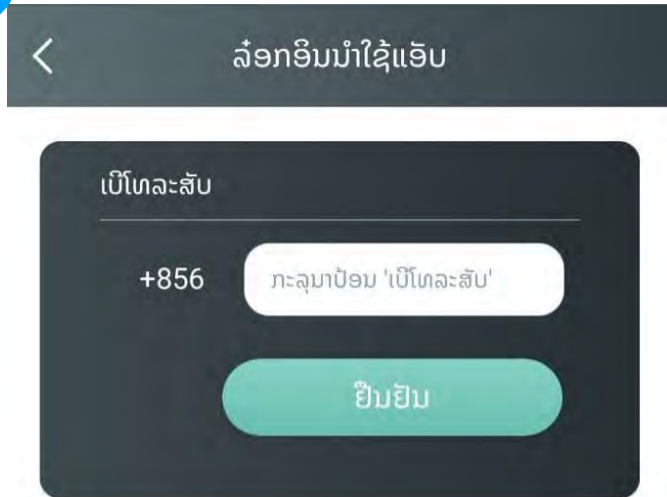 ລ໋ອກອິນນຳໃຊ້ແອັບ
ເບີໂທລະສັບ
+856 ກະລຸນາປ້ອນ 'ເບີໂທລະສັບ'
ຢືນຢັນ